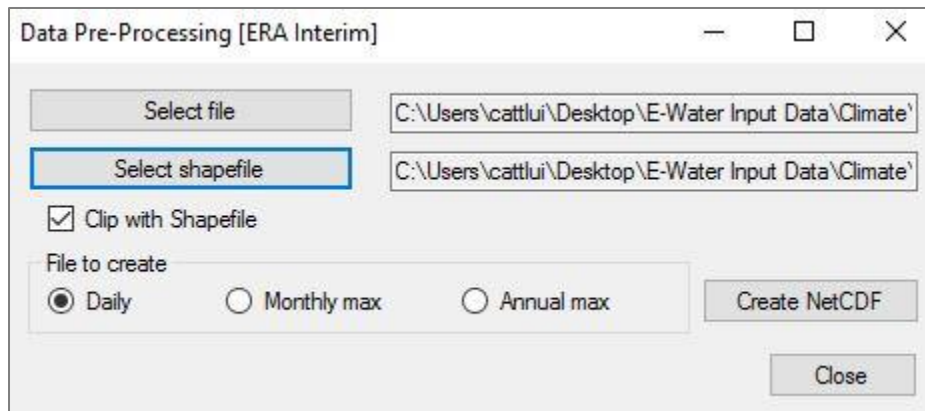 Data Pre-Processing [ERA Interim]
Select file
C:\Users\cattlui\Desktop\E-Water Input Data\Climate\
Select shapefile
C:\Users\cattlui\Desktop\E-Water Input Data\Climate\
Clip with Shapefile
File to create
Daily Monthly max Annual max
Create NetCDF
Close